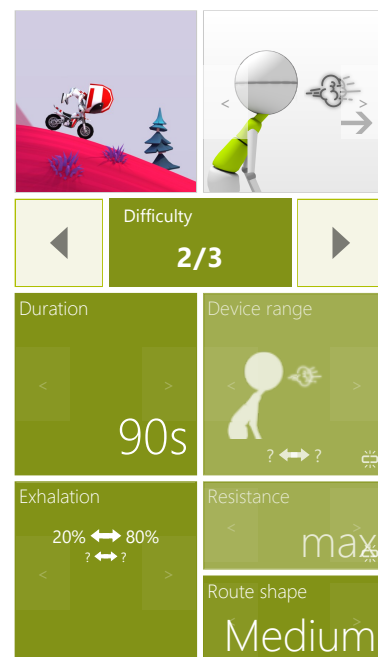 < >
Difficulty
2/3
Duration
< >
90s
Device range
< >
? ?
Exhalation
20% 80%
? ?
< >
Resistance
< >
max
Route shape
< >
Medium